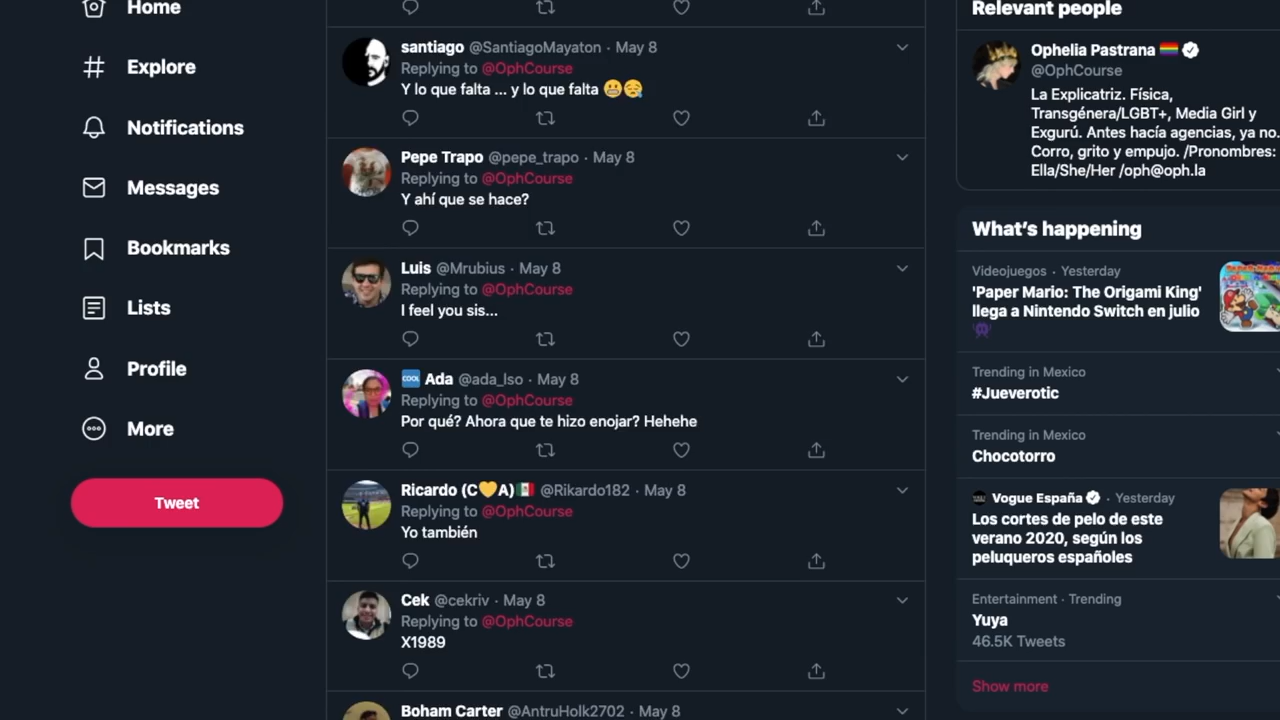 Home
Explore
Notifications
Messages
Bookmarks
Lists
Profile
More
Tweet
santiago @SantiagoMayaton · May 8
Replying to @OphCourse
Y lo que falta ... y lo que falta 😬😪
Pepe Trapo @pepe_trapo · May 8
Replying to @OphCourse
Y ahí que se hace?
Luis @Mrubius · May 8
Replying to @OphCourse
I feel you sis...
🆒 Ada @ada_lso · May 8
Replying to @OphCourse
Por qué? Ahora que te hizo enojar? Hehehe
Ricardo (C💛A)🇲🇽 @Rikardo182 · May 8
Replying to @OphCourse
Yo también
Cek @cekriv · May 8
Replying to @OphCourse
X1989
Boham Carter @AntruHolk2702 · May 8
Relevant people
Ophelia Pastrana 🏳️‍🌈
@OphCourse
La Explicatriz. Física,
Transgénera/LGBT+, Media Girl y
Exgurú. Antes hacía agencias, ya no.
Corro, grito y empujo. /Pronombres:
Ella/She/Her /oph@oph.la
What's happening
Videojuegos · Yesterday
'Paper Mario: The Origami King'
llega a Nintendo Switch en julio
👾
Trending in Mexico
#Jueverotic
Trending in Mexico
Chocotorro
Vogue España · Yesterday
Los cortes de pelo de este
verano 2020, según los
peluqueros españoles
Entertainment · Trending
Yuya
46.5K Tweets
Show more